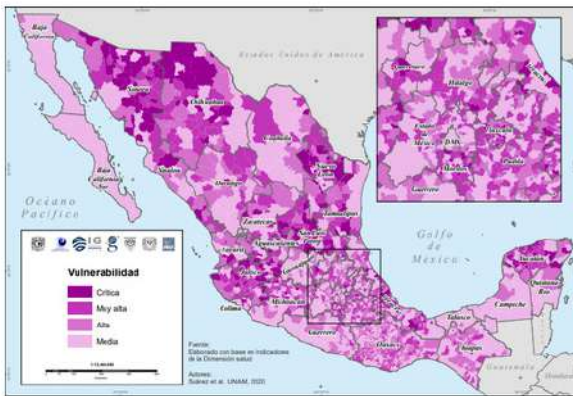 Estados Unidos de America
Baja
California
Sonora
Chihuahua
Coahuila
Nuevo
León
Baja
California
Sur
Sinaloa
Durango
Tamaulipas
Zacatecas
San Luis
Potosí
Aguascalientes
Nayarit
Jalisco
Guanajuato
Colima
Michoacán
Guerrero
Oaxaca
Tabasco
Chiapas
Campeche
Yucatán
Quintana
Roo
Guatemala
Honduras
Océano
Pacífico
Golfo
de
México
Querétaro
Hidalgo
Veracruz
Estado
de
México
Tlaxcala
Puebla
Morelos
Guerrero
IG
Vulnerabilidad
Crítica
Muy alta
Alta
Media
Fuente:
Elaborado con base en indicadores
de la Dimensión salud
Autores:
Suárez et al. UNAM, 2020